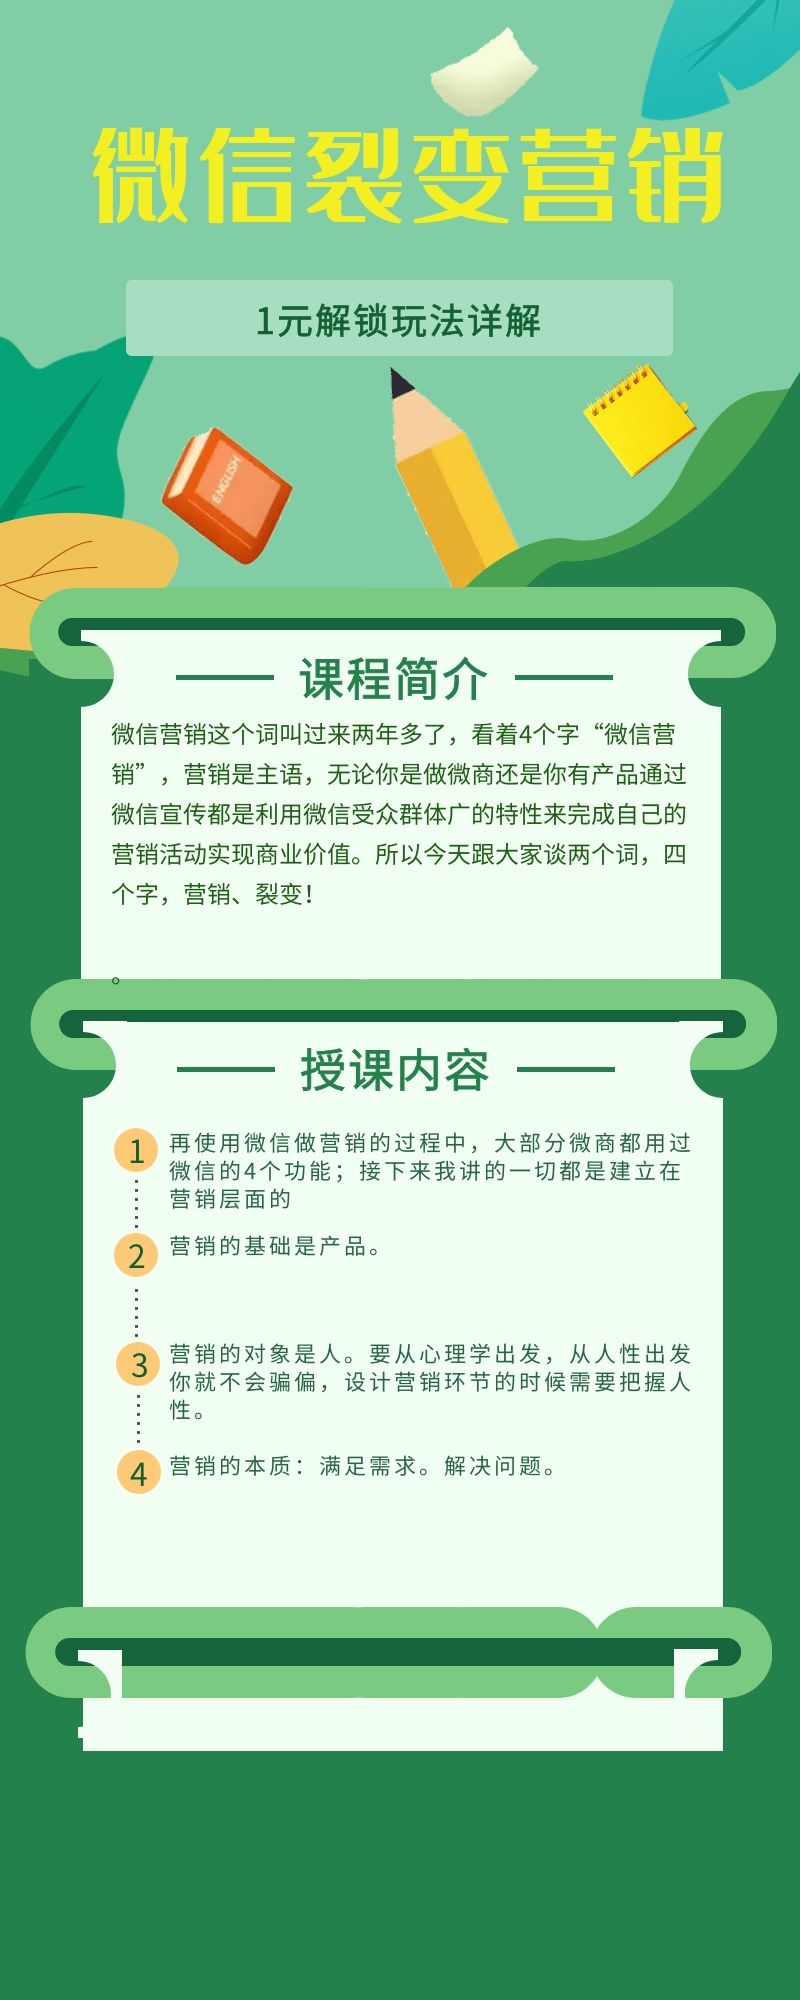 微信裂变营销
1元解锁玩法详解
ENGLISH
课程简介
微信营销这个词叫过来两年多了，看着4个字“微信营
销”，营销是主语，无论你是做微商还是你有产品通过
微信宣传都是利用微信受众群体广的特性来完成自己的
营销活动实现商业价值。所以今天跟大家谈两个词，四
个字，营销、裂变！
。
授课内容
1
再使用微信做营销的过程中，大部分微商都用过
微信的4个功能；接下来我讲的一切都是建立在
营销层面的
2
营销的基础是产品。
3
营销的对象是人。要从心理学出发，从人性出发
你就不会骗偏，设计营销环节的时候需要把握人
性。
4
营销的本质：满足需求。解决问题。